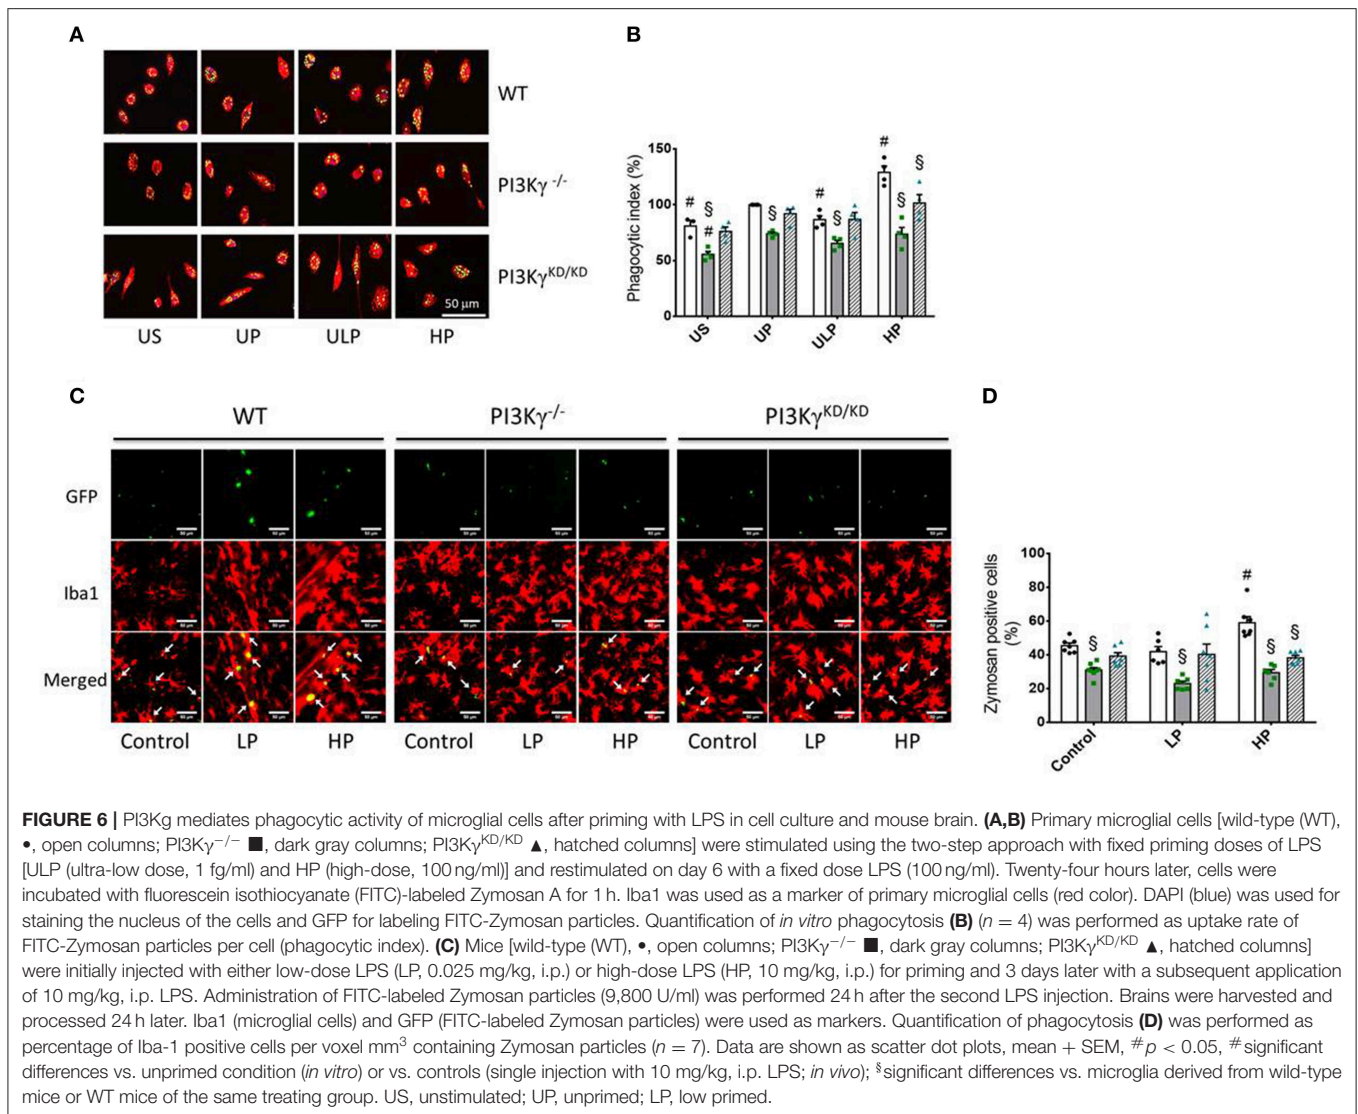 A
WT
PI3Kγ -/-
PI3Kγ KD/KD
50 µm
US UP ULP HP
B
Phagocytic index (%)
150
100
50
0
# § # § # § # § §
US UP ULP HP
C
WT PI3Kγ-/- PI3KγKD/KD
GFP
Iba1
Merged
Control LP HP Control LP HP Control LP HP
D
Zymosan positive cells
(%)
100
80
60
40
20
0
§ § # § §
Control LP HP
FIGURE 6 | PI3Kg mediates phagocytic activity of microglial cells after priming with LPS in cell culture and mouse brain. (A,B) Primary microglial cells [wild-type (WT),
•, open columns; PI3Kγ−/− ■, dark gray columns; PI3KγKD/KD ▲, hatched columns] were stimulated using the two-step approach with fixed priming doses of LPS
[ULP (ultra-low dose, 1 fg/ml) and HP (high-dose, 100 ng/ml)] and restimulated on day 6 with a fixed dose LPS (100 ng/ml). Twenty-four hours later, cells were
incubated with fluorescein isothiocyanate (FITC)-labeled Zymosan A for 1 h. Iba1 was used as a marker of primary microglial cells (red color). DAPI (blue) was used for
staining the nucleus of the cells and GFP for labeling FITC-Zymosan particles. Quantification of in vitro phagocytosis (B) (n = 4) was performed as uptake rate of
FITC-Zymosan particles per cell (phagocytic index). (C) Mice [wild-type (WT), •, open columns; PI3Kγ−/− ■, dark gray columns; PI3KγKD/KD ▲, hatched columns]
were initially injected with either low-dose LPS (LP, 0.025 mg/kg, i.p.) or high-dose LPS (HP, 10 mg/kg, i.p.) for priming and 3 days later with a subsequent application
of 10 mg/kg, i.p. LPS. Administration of FITC-labeled Zymosan particles (9,800 U/ml) was performed 24 h after the second LPS injection. Brains were harvested and
processed 24 h later. Iba1 (microglial cells) and GFP (FITC-labeled Zymosan particles) were used as markers. Quantification of phagocytosis (D) was performed as
percentage of Iba-1 positive cells per voxel mm3 containing Zymosan particles (n = 7). Data are shown as scatter dot plots, mean + SEM, #p < 0.05, #significant
differences vs. unprimed condition (in vitro) or vs. controls (single injection with 10 mg/kg, i.p. LPS; in vivo); §significant differences vs. microglia derived from wild-type
mice or WT mice of the same treating group. US, unstimulated; UP, unprimed; LP, low primed.